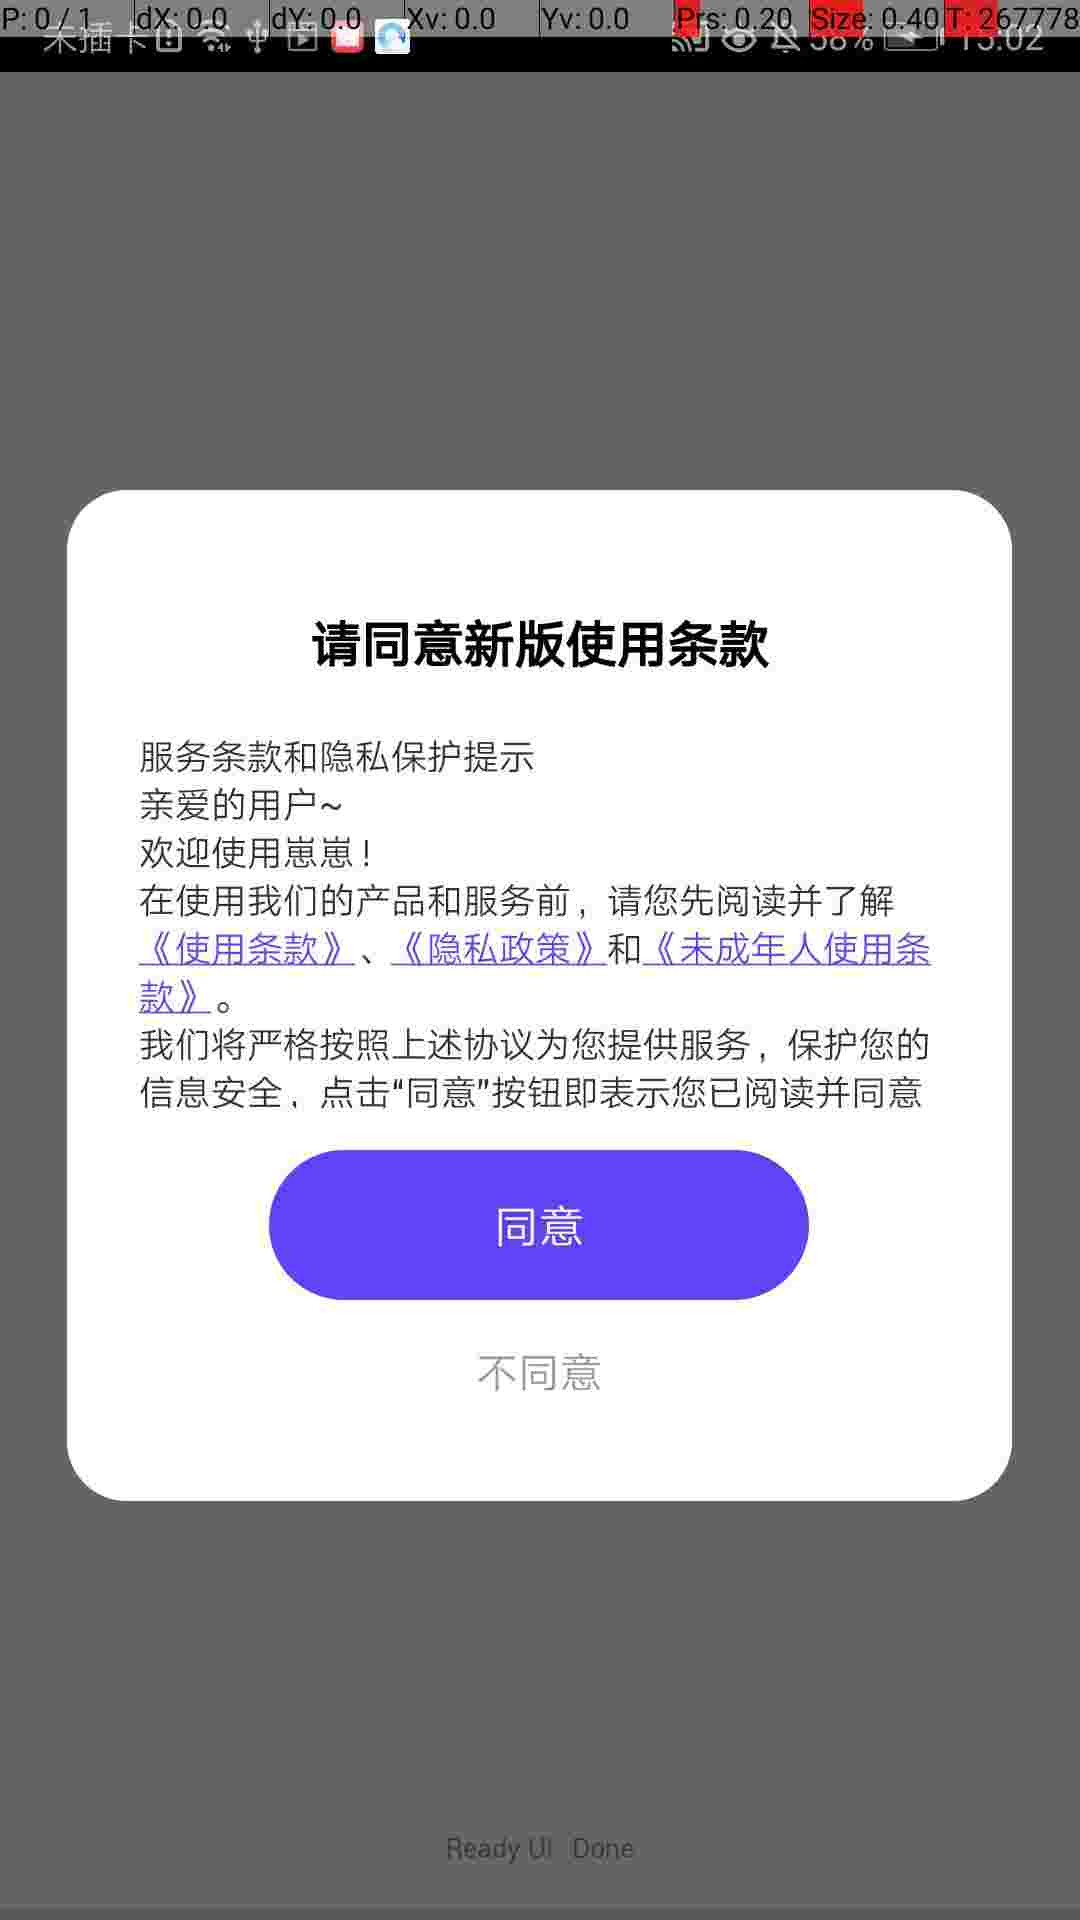 P: 0 / 1 dX: 0.0 dY: 0.0 Xv: 0.0 Yv: 0.0 Prs: 0.20 Size: 0.40 T: 267778
未插卡 58% 15:02
请同意新版使用条款
服务条款和隐私保护提示
亲爱的用户~
欢迎使用崽崽！
在使用我们的产品和服务前，请您先阅读并了解
《使用条款》、《隐私政策》和《未成年人使用条
款》。
我们将严格按照上述协议为您提供服务，保护您的
信息安全，点击“同意”按钮即表示您已阅读并同意
同意
不同意
Ready UI Done